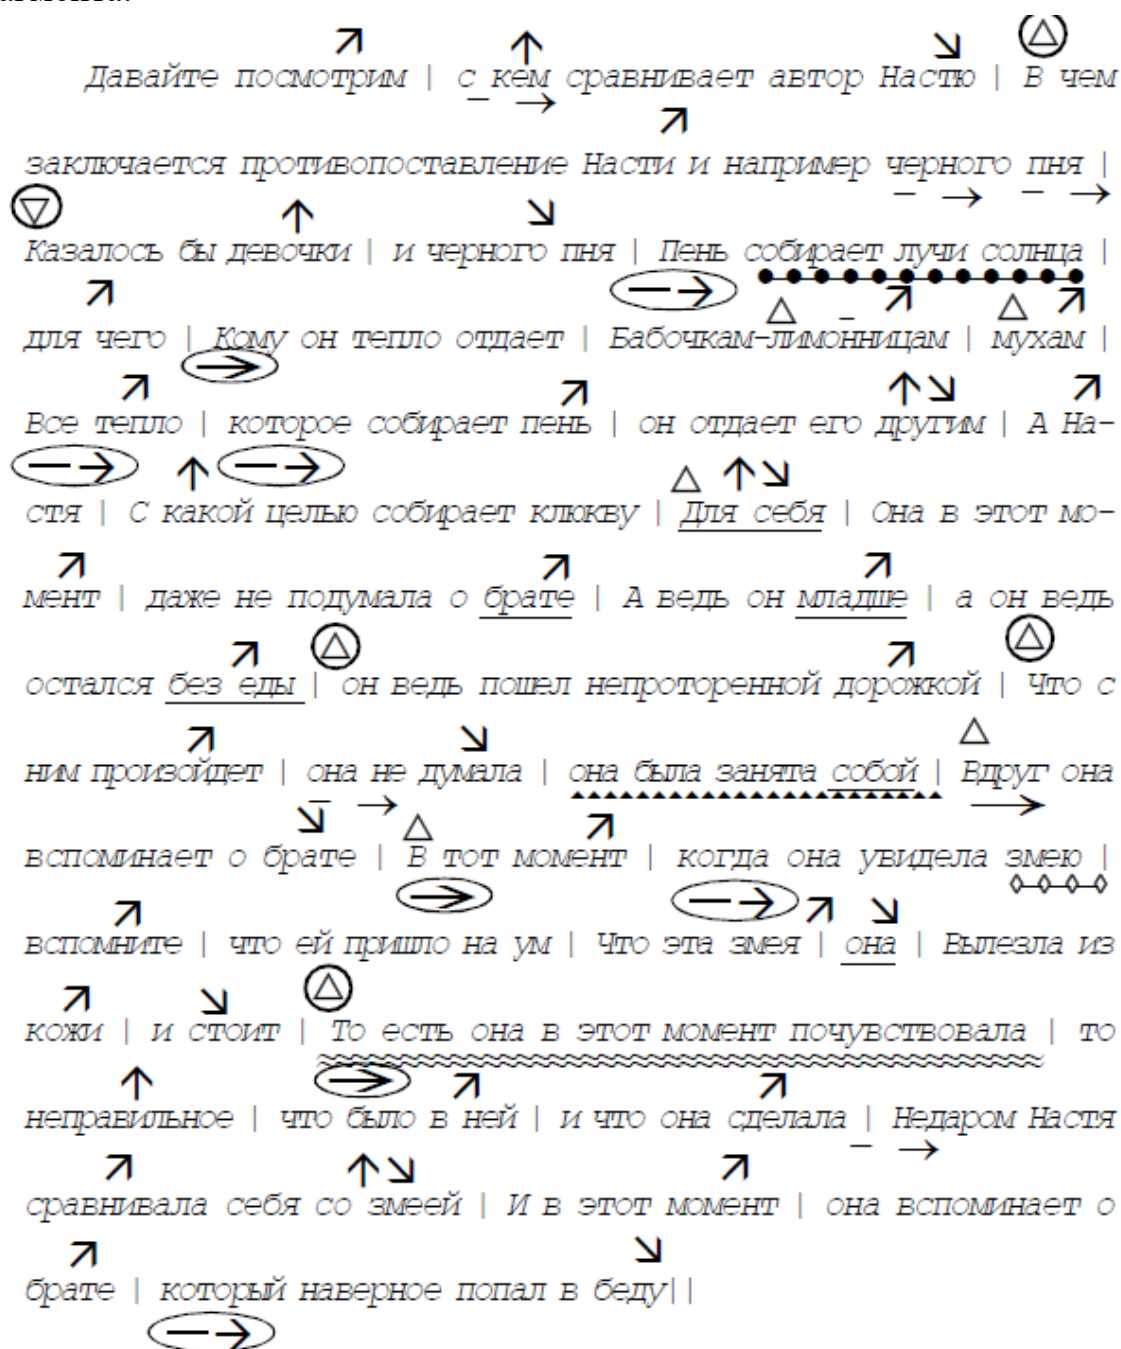 Давайте посмотрим | с кем сравнивает автор Настю | В чем
заключается противопоставление Насти и например черного пня |
Казалось бы девочки | и черного пня | Пень собирает лучи солнца |
для чего | Кому он тепло отдает | Бабочкам-лимонницам | мухам |
Все тепло | которое собирает пень | он отдает его другим | А На-
стя | С какой целью собирает клюкву | Для себя | Она в этот мо-
мент | даже не подумала о брате | А ведь он младше | а он ведь
остался без еды | он ведь пошел непроторенной дорожкой | Что с
ним произойдет | она не думала | она была занята собой | Вдруг она
вспоминает о брате | В тот момент | когда она увидела змею |
вспомните | что ей пришло на ум | Что эта змея | она | Вылезла из
кожи | и стоит | То есть она в этот момент почувствовала | то
неправильное | что было в ней | и что она сделала | Недаром Настя
сравнивала себя со змеей | И в этот момент | она вспоминает о
брате | который наверное попал в беду||